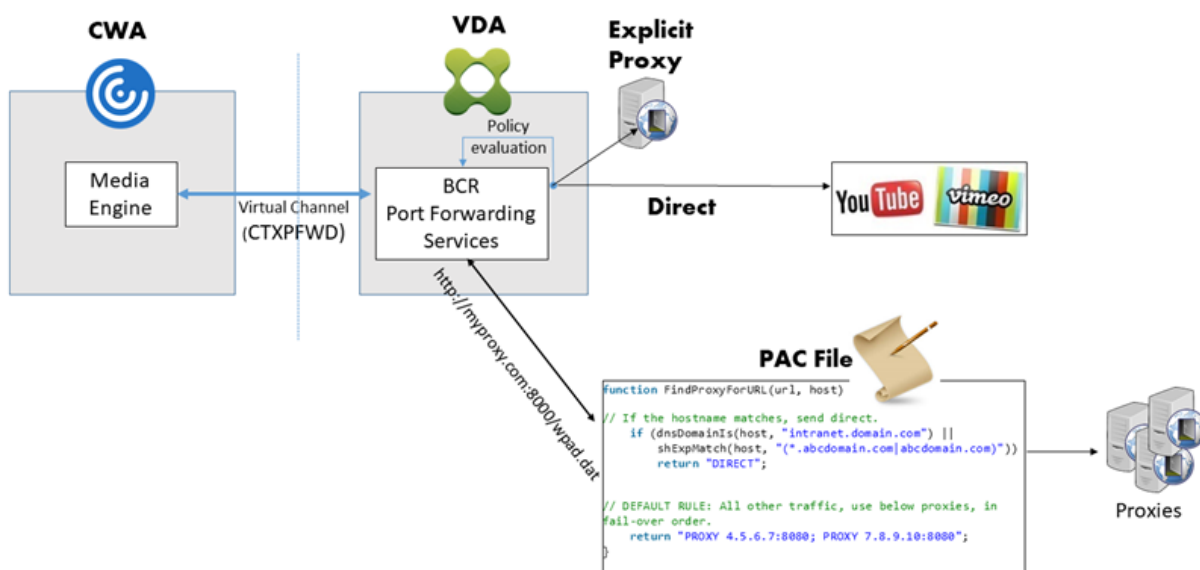 CWA
VDA
Explicit
Proxy
Policy
evaluation
Media
Engine
Virtual Channel
(CTXPFWD)
BCR
Port Forwarding
Services
Direct
YouTube
vimeo
http://myproxy.com:8000/wpad.dat
PAC File
function FindProxyForURL(url, host)
// If the hostname matches, send direct.
if (dnsDomainIs(host, "intranet.domain.com") ||
shExpMatch(host, "(*.abcdomain.com|abcdomain.com)"))
return "DIRECT";
// DEFAULT RULE: All other traffic, use below proxies, in
fail-over order.
return "PROXY 4.5.6.7:8080; PROXY 7.8.9.10:8080";
}
Proxies